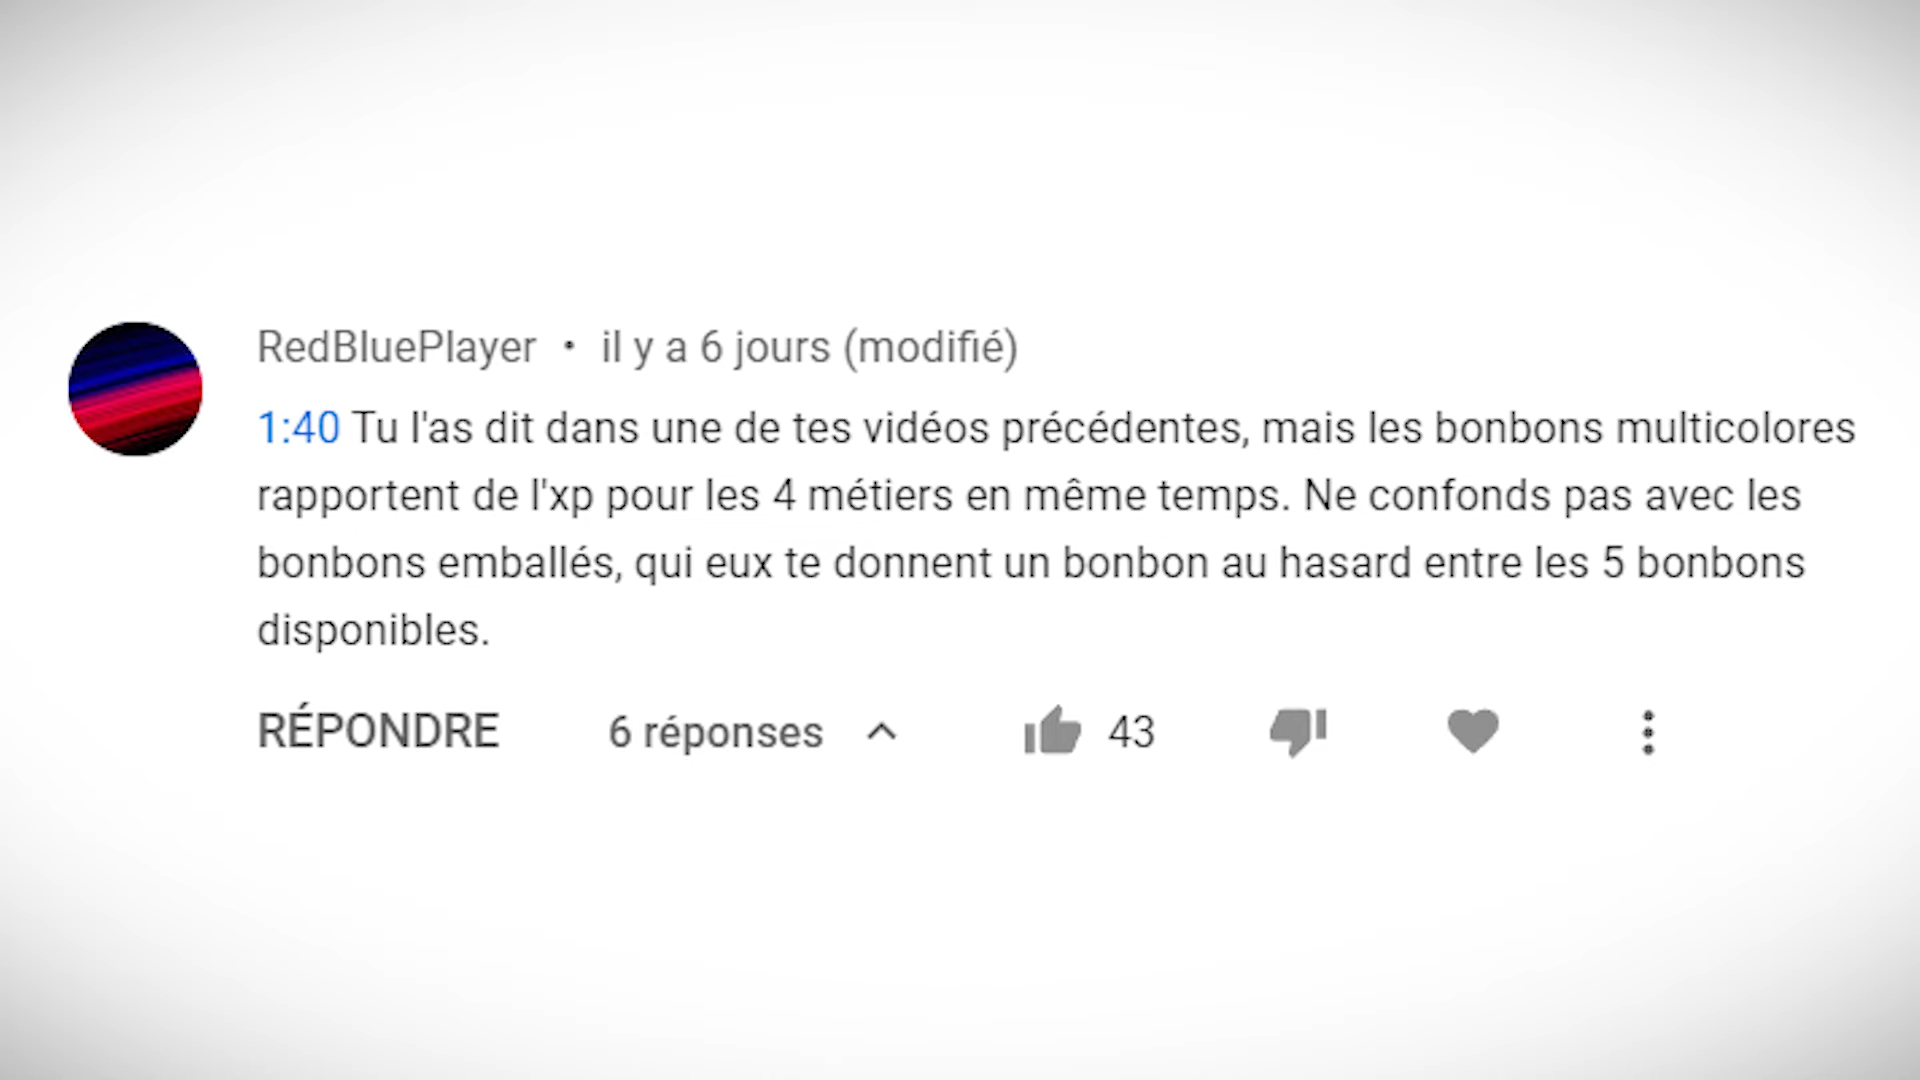 RedBluePlayer • il y a 6 jours (modifié)
1:40 Tu l'as dit dans une de tes vidéos précédentes, mais les bonbons multicolores
rapportent de l'xp pour les 4 métiers en même temps. Ne confonds pas avec les
bonbons emballés, qui eux te donnent un bonbon au hasard entre les 5 bonbons
disponibles.
RÉPONDRE 6 réponses 43